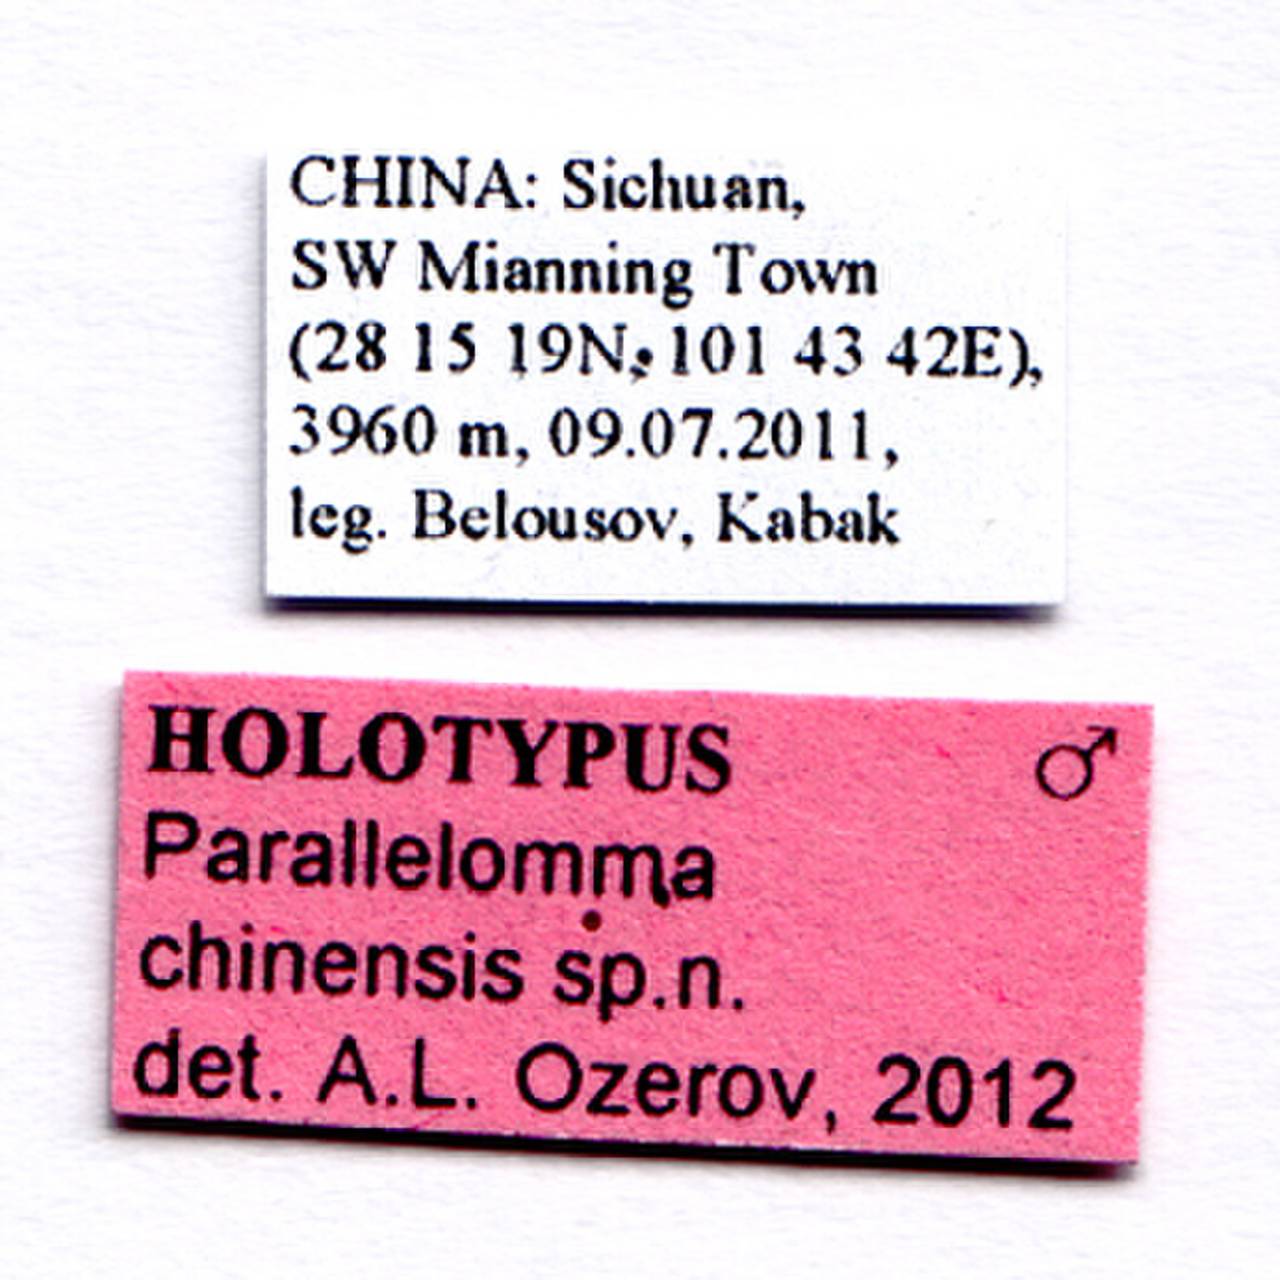 CHINA: Sichuan,
SW Mianning Town
(28 15 19N, 101 43 42E),
3960 m, 09.07.2011,
leg. Belousov, Kabak
HOLOTYPUS ♂
Parallelomma
chinensis sp.n.
det. A.L. Ozerov, 2012